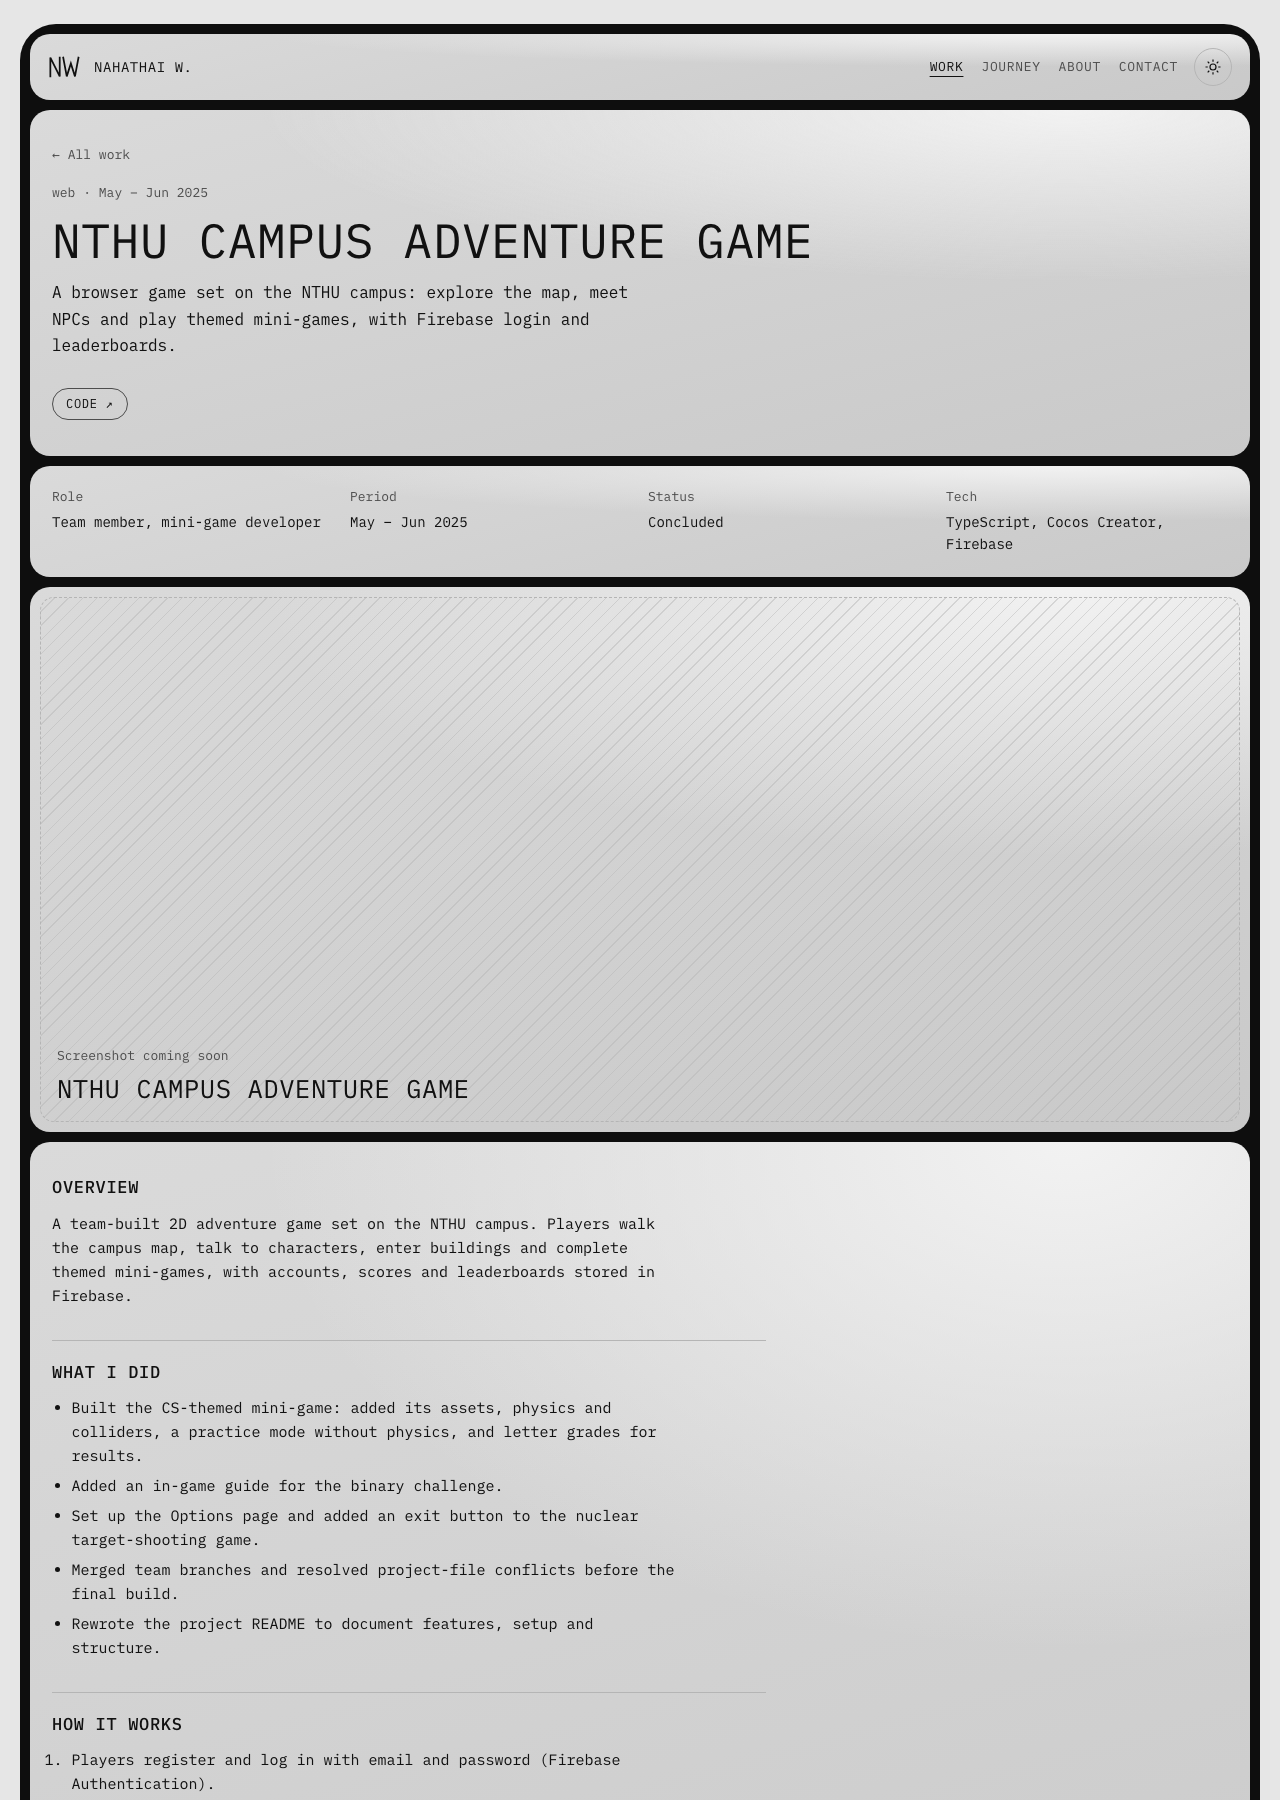 NW NAHATHAI W. WORK JOURNEY ABOUT CONTACT
← All work
web · May – Jun 2025
NTHU CAMPUS ADVENTURE GAME
A browser game set on the NTHU campus: explore the map, meet
NPCs and play themed mini-games, with Firebase login and
leaderboards.
CODE ↗
Role
Team member, mini-game developer
Period
May – Jun 2025
Status
Concluded
Tech
TypeScript, Cocos Creator,
Firebase
Screenshot coming soon
NTHU CAMPUS ADVENTURE GAME
OVERVIEW
A team-built 2D adventure game set on the NTHU campus. Players walk
the campus map, talk to characters, enter buildings and complete
themed mini-games, with accounts, scores and leaderboards stored in
Firebase.
WHAT I DID
• Built the CS-themed mini-game: added its assets, physics and
colliders, a practice mode without physics, and letter grades for
results.
• Added an in-game guide for the binary challenge.
• Set up the Options page and added an exit button to the nuclear
target-shooting game.
• Merged team branches and resolved project-file conflicts before the
final build.
• Rewrote the project README to document features, setup and
structure.
HOW IT WORKS
1. Players register and log in with email and password (Firebase
Authentication).